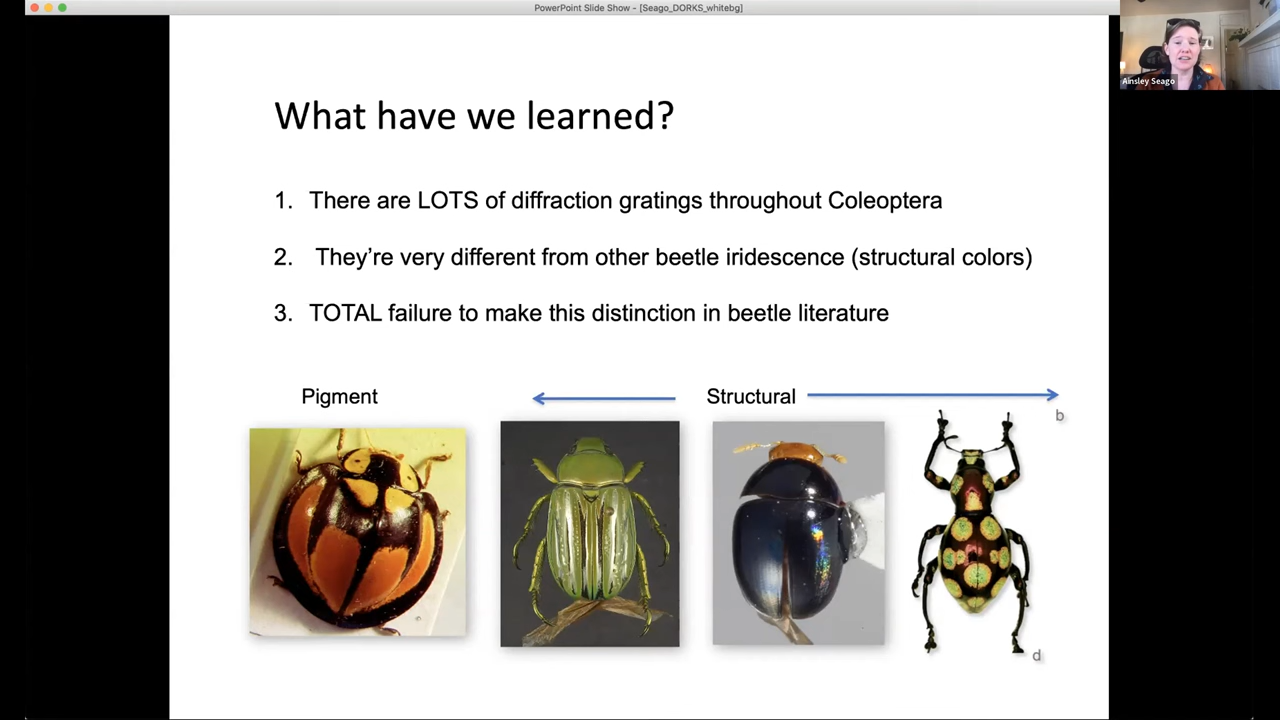 PowerPoint Slide Show - [Seago_DORKS_whitebg]
Ainsley Seago
What have we learned?
1. There are LOTS of diffraction gratings throughout Coleoptera
2. They’re very different from other beetle iridescence (structural colors)
3. TOTAL failure to make this distinction in beetle literature
Pigment
Structural
b
d